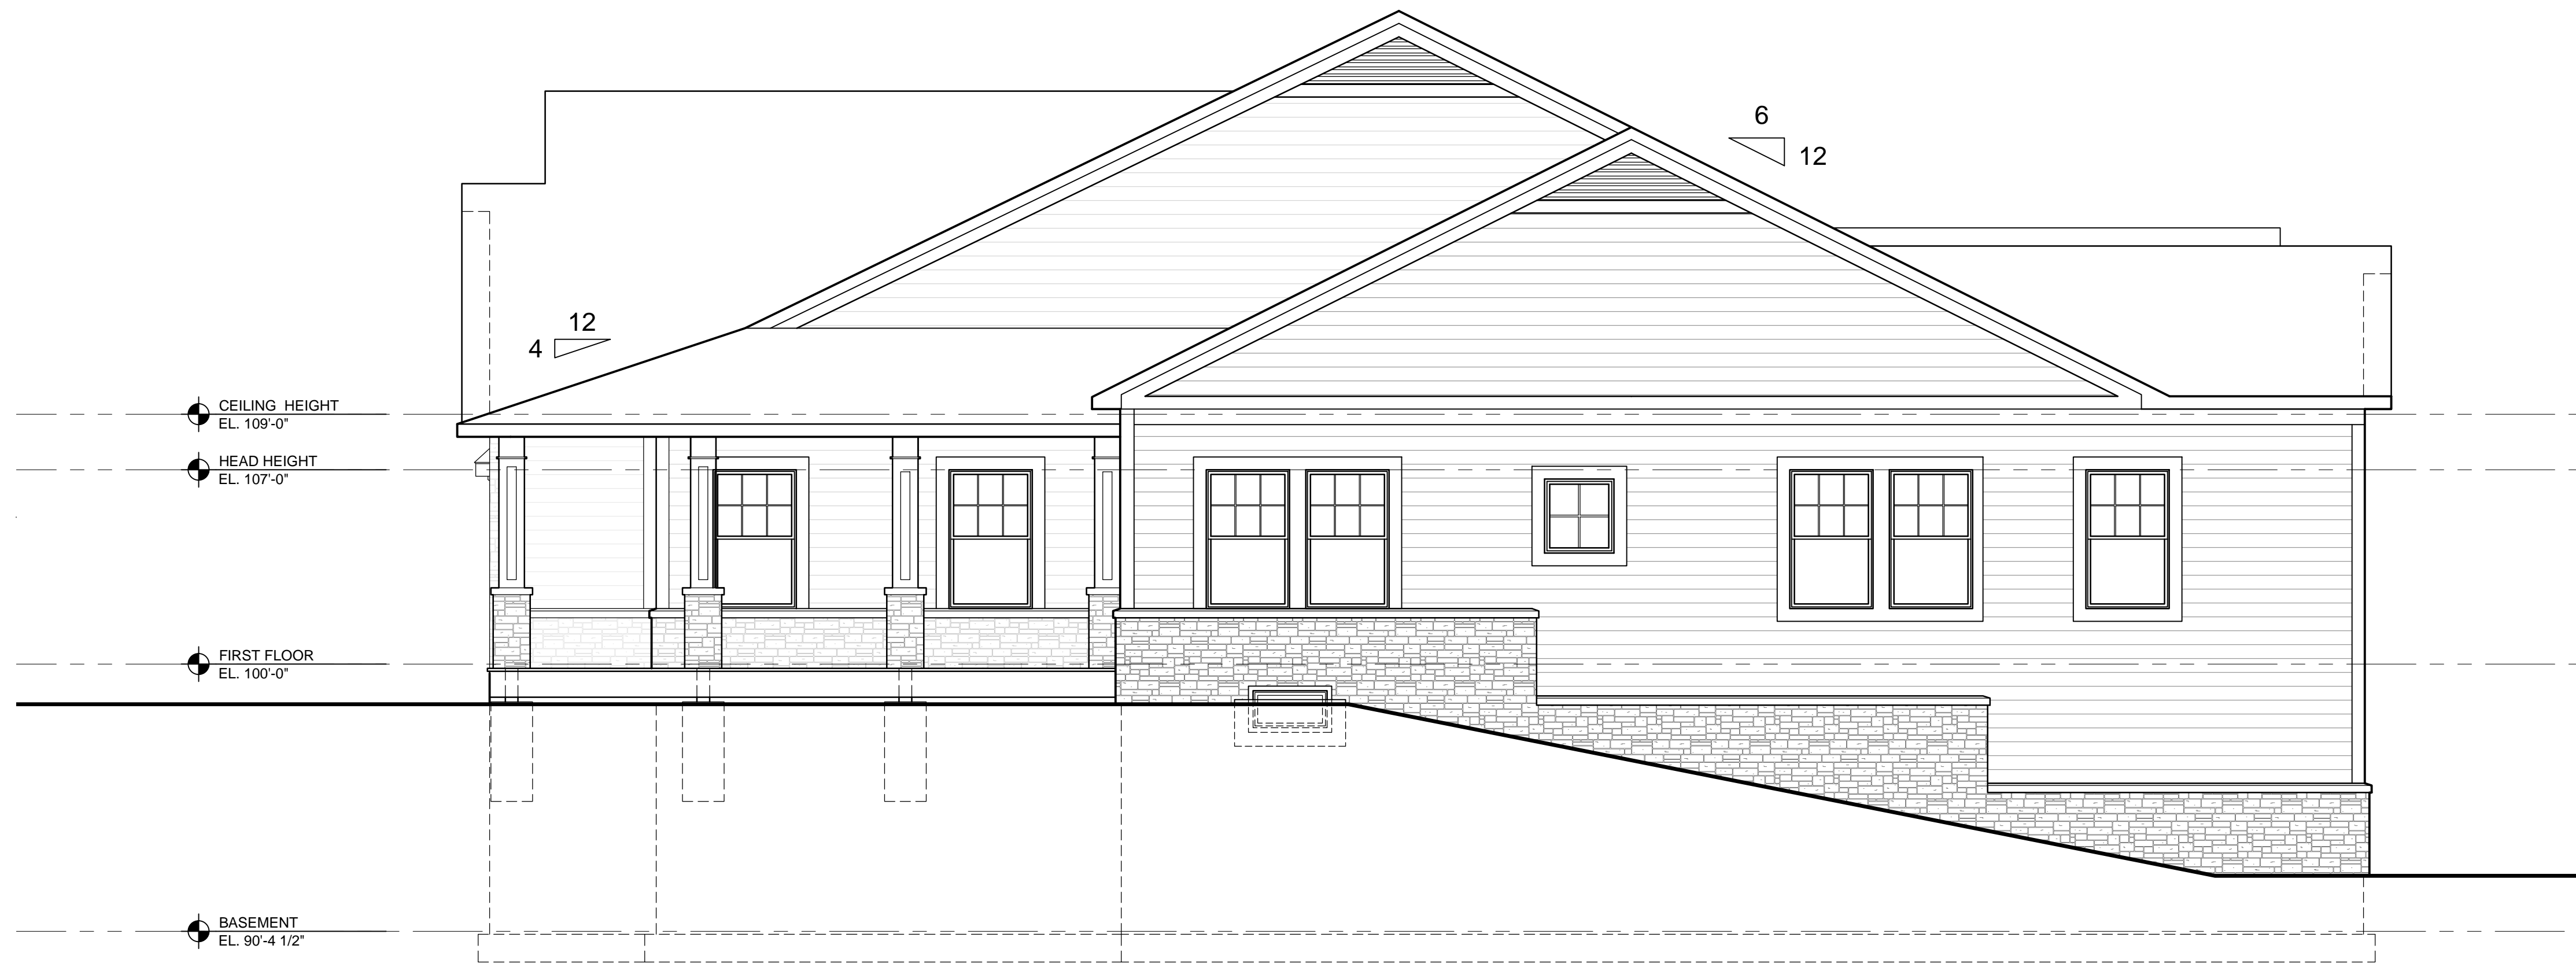 6
12
12
4
CEILING HEIGHT
EL. 109'-0"
HEAD HEIGHT
EL. 107'-0"
FIRST FLOOR
EL. 100'-0"
BASEMENT
EL. 90'-4 1/2"